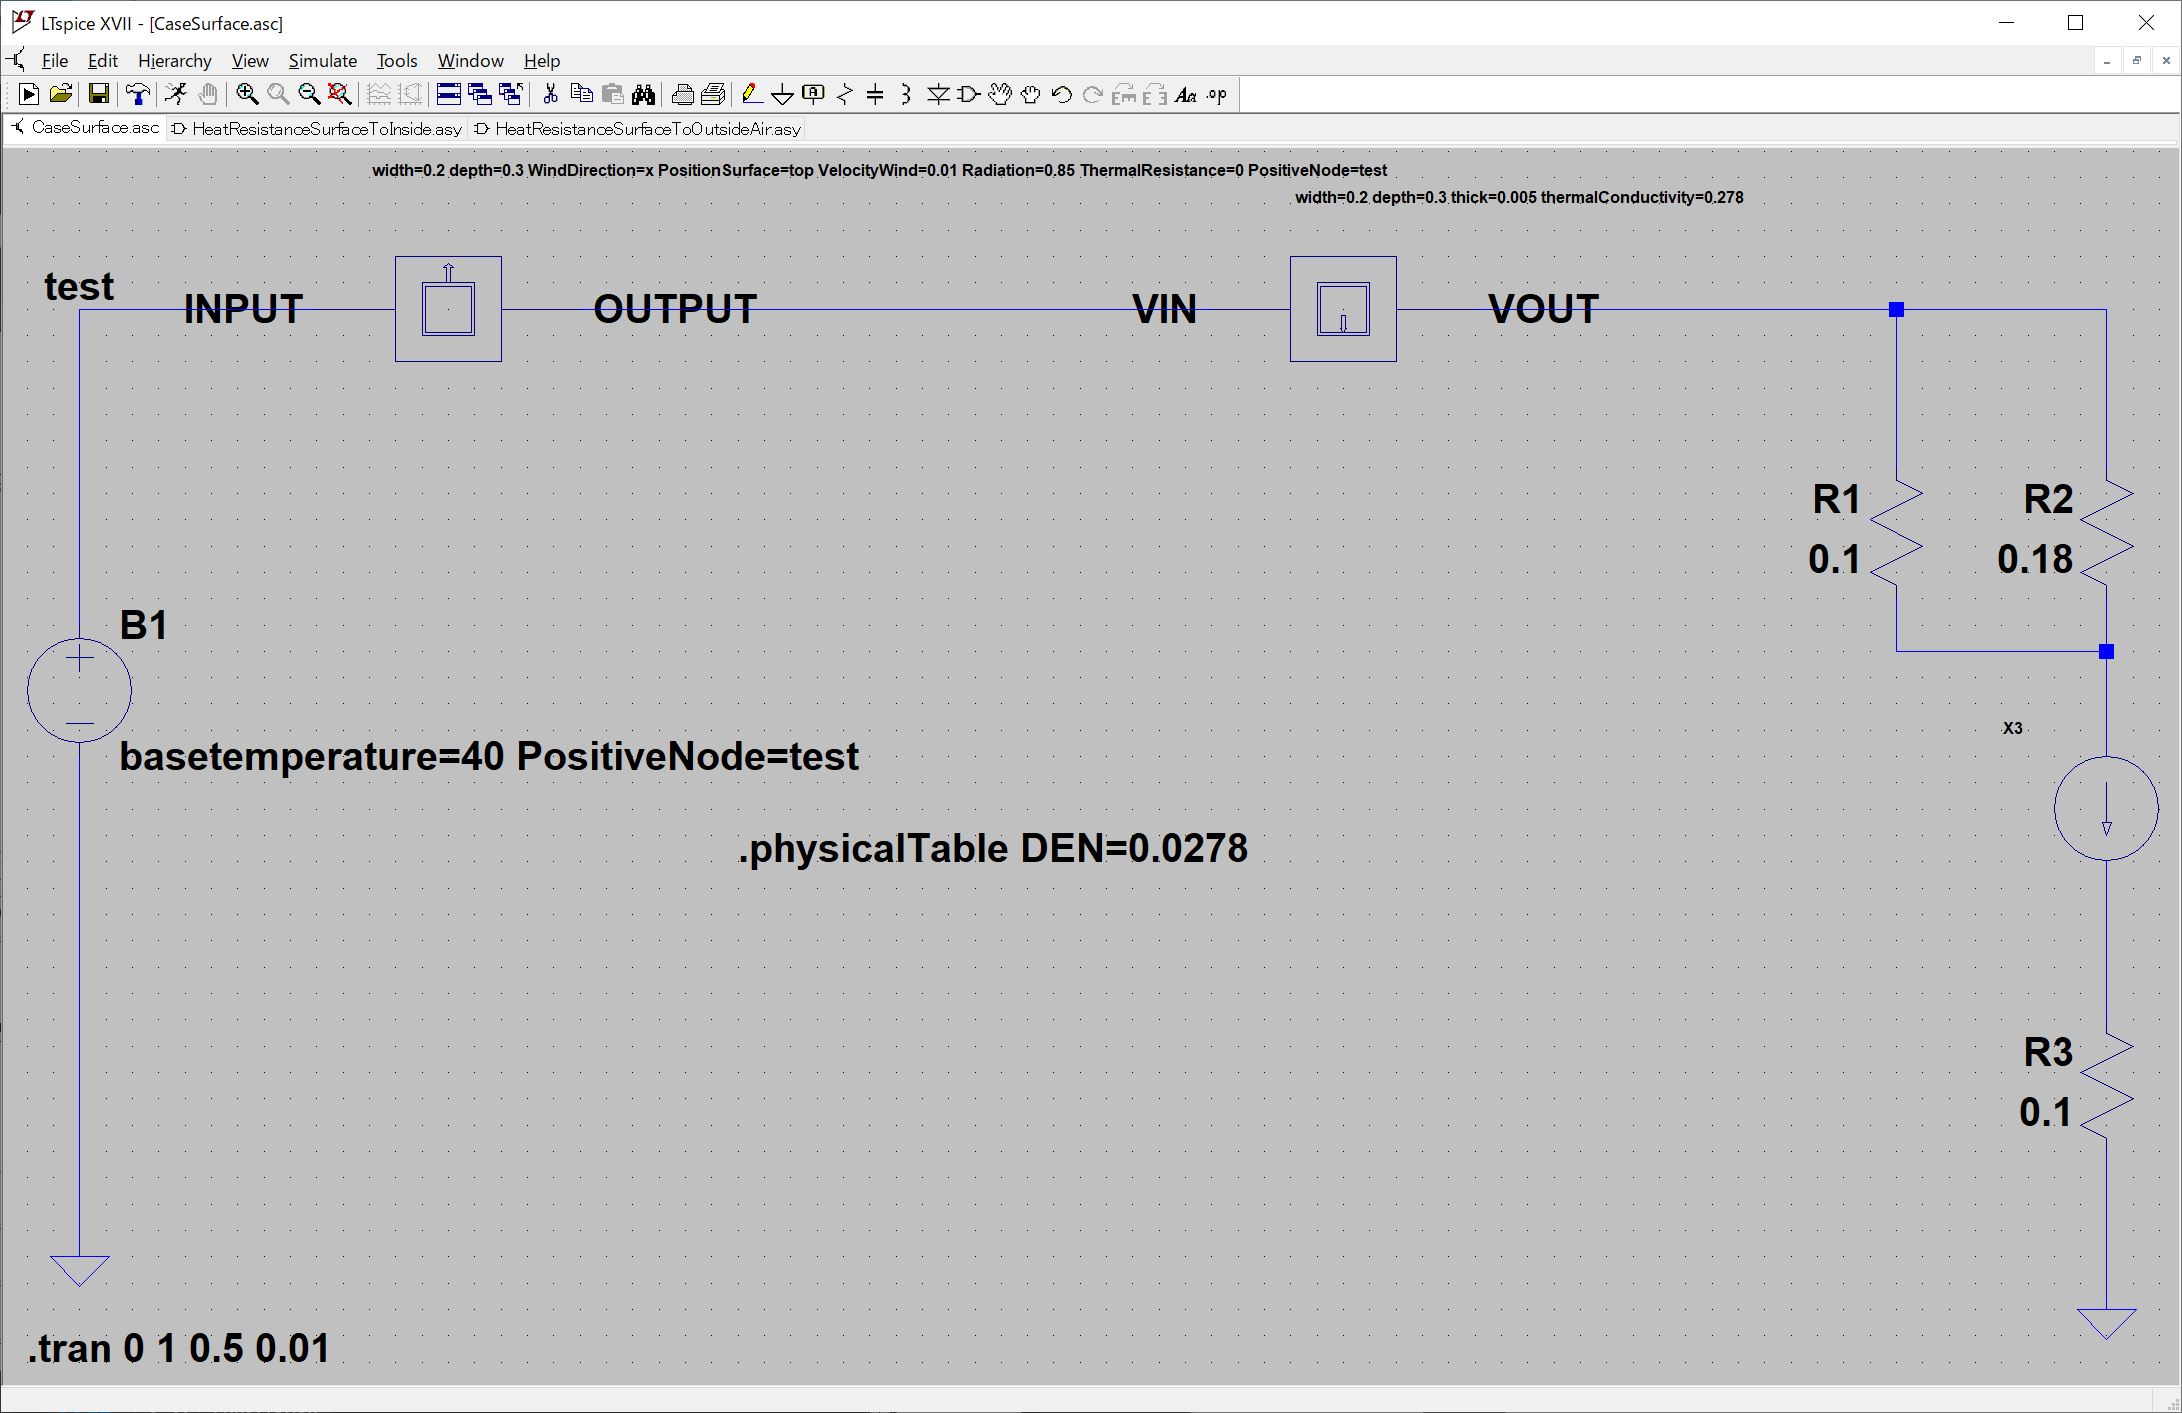 LTspice XVII - [CaseSurface.asc]
File Edit Hierarchy View Simulate Tools Window Help
CaseSurface.asc HeatResistanceSurfaceToInside.asy HeatResistanceSurfaceToOutsideAir.asy
width=0.2 depth=0.3 WindDirection=x PositionSurface=top VelocityWind=0.01 Radiation=0.85 ThermalResistance=0 PositiveNode=test
width=0.2 depth=0.3 thick=0.005 thermalConductivity=0.278
test
INPUT OUTPUT VIN VOUT
R1 R2
0.1 0.18
B1
X3
basetemperature=40 PositiveNode=test
.physicalTable DEN=0.0278
R3
0.1
.tran 0 1 0.5 0.01